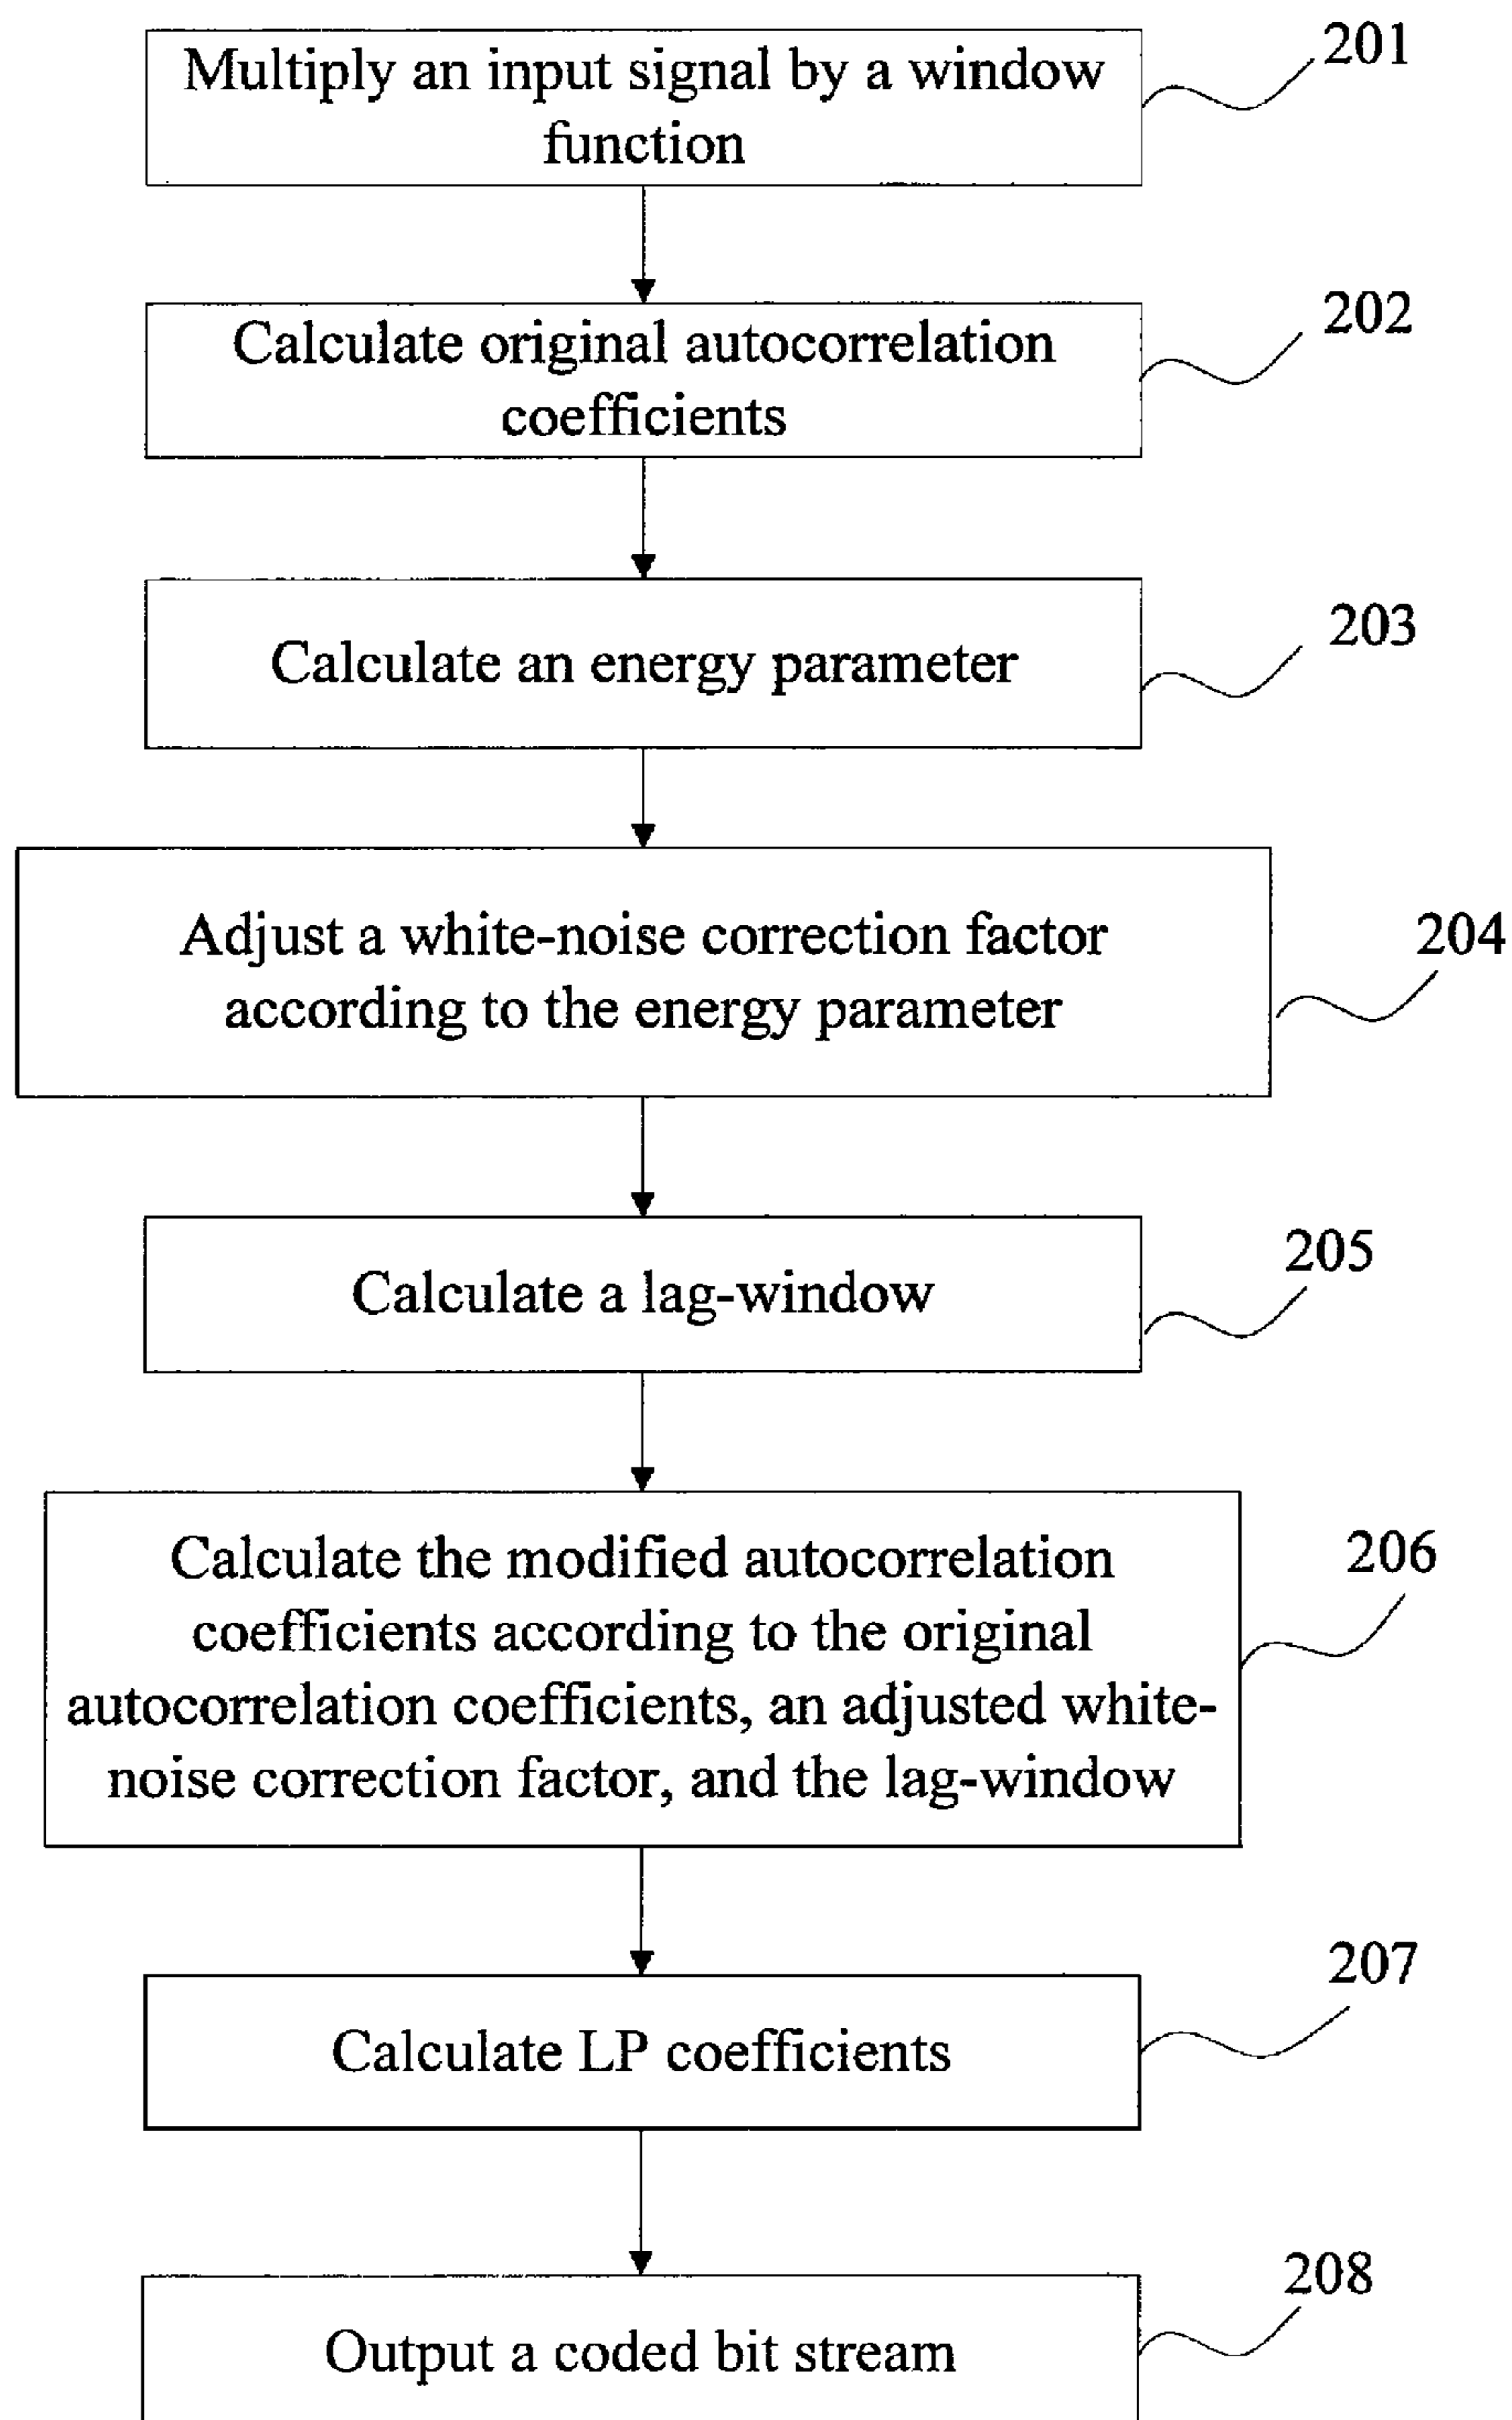 Multiply an input signal by a window
function
201
Calculate original autocorrelation
coefficients
202
Calculate an energy parameter
203
Adjust a white-noise correction factor
according to the energy parameter
204
Calculate a lag-window
205
Calculate the modified autocorrelation
coefficients according to the original
autocorrelation coefficients, an adjusted white-
noise correction factor, and the lag-window
206
Calculate LP coefficients
207
Output a coded bit stream
208